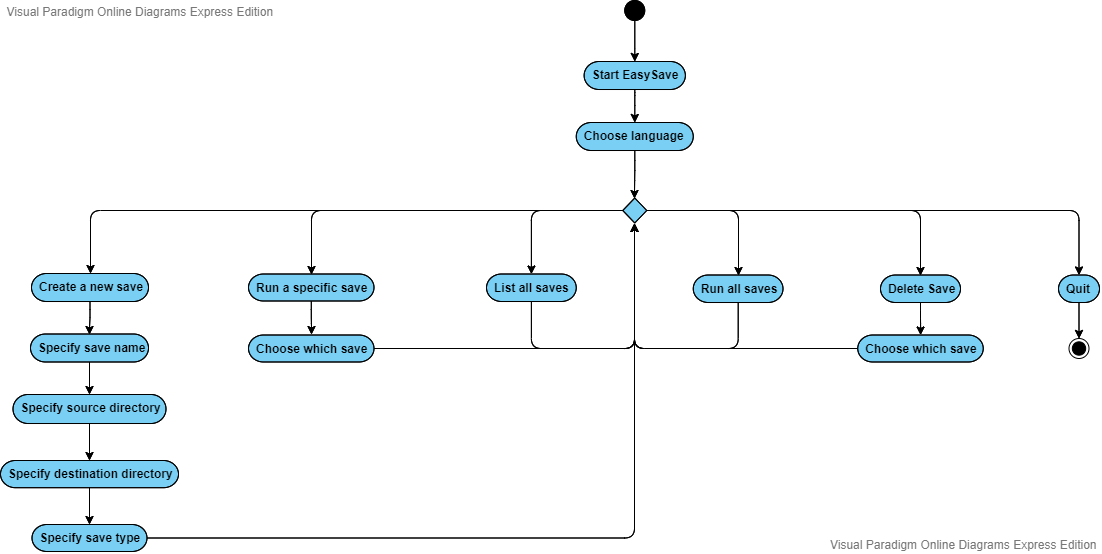 Visual Paradigm Online Diagrams Express Edition
Start EasySave
Choose language
Create a new save
Run a specific save
List all saves
Run all saves
Delete Save
Quit
Specify save name
Choose which save
Choose which save
Specify source directory
Specify destination directory
Specify save type
Visual Paradigm Online Diagrams Express Edition